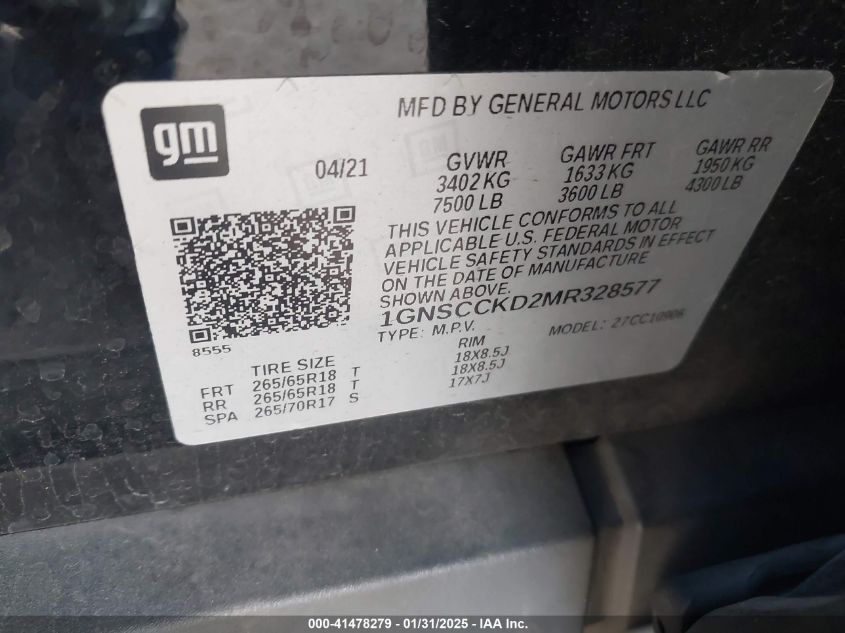 gm
MFD BY GENERAL MOTORS LLC
04/21
GVWR GAWR FRT GAWR RR
3402 KG 1633 KG 1950 KG
7500 LB 3600 LB 4300 LB
THIS VEHICLE CONFORMS TO ALL
APPLICABLE U.S. FEDERAL MOTOR
VEHICLE SAFETY STANDARDS IN EFFECT
ON THE DATE OF MANUFACTURE
SHOWN ABOVE.
1GNSCCKD2MR328577
TYPE: M.P.V. MODEL: 27CC10906
8555
TIRE SIZE RIM
FRT 265/65R18 T 18X8.5J
RR 265/65R18 T 18X8.5J
SPA 265/70R17 S 17X7J
000-41478279 - 01/31/2025 - IAA Inc.